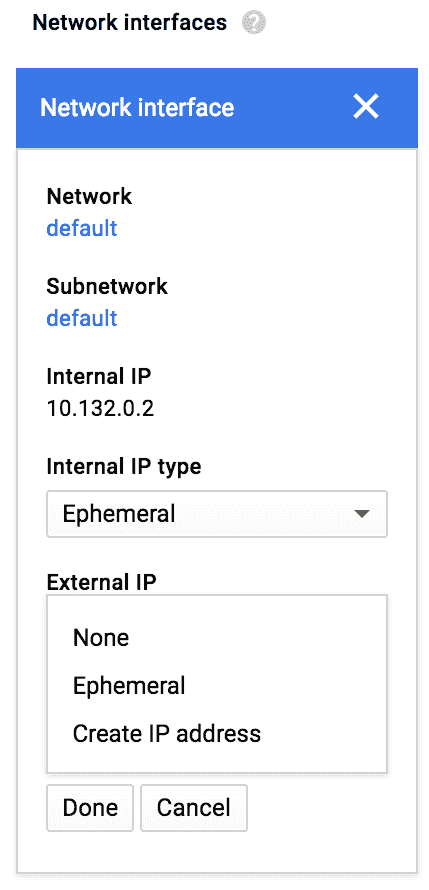 Network interfaces ?
Network interface
Network
default
Subnetwork
default
Internal IP
10.132.0.2
Internal IP type
Ephemeral
External IP
None
Ephemeral
Create IP address
Done Cancel